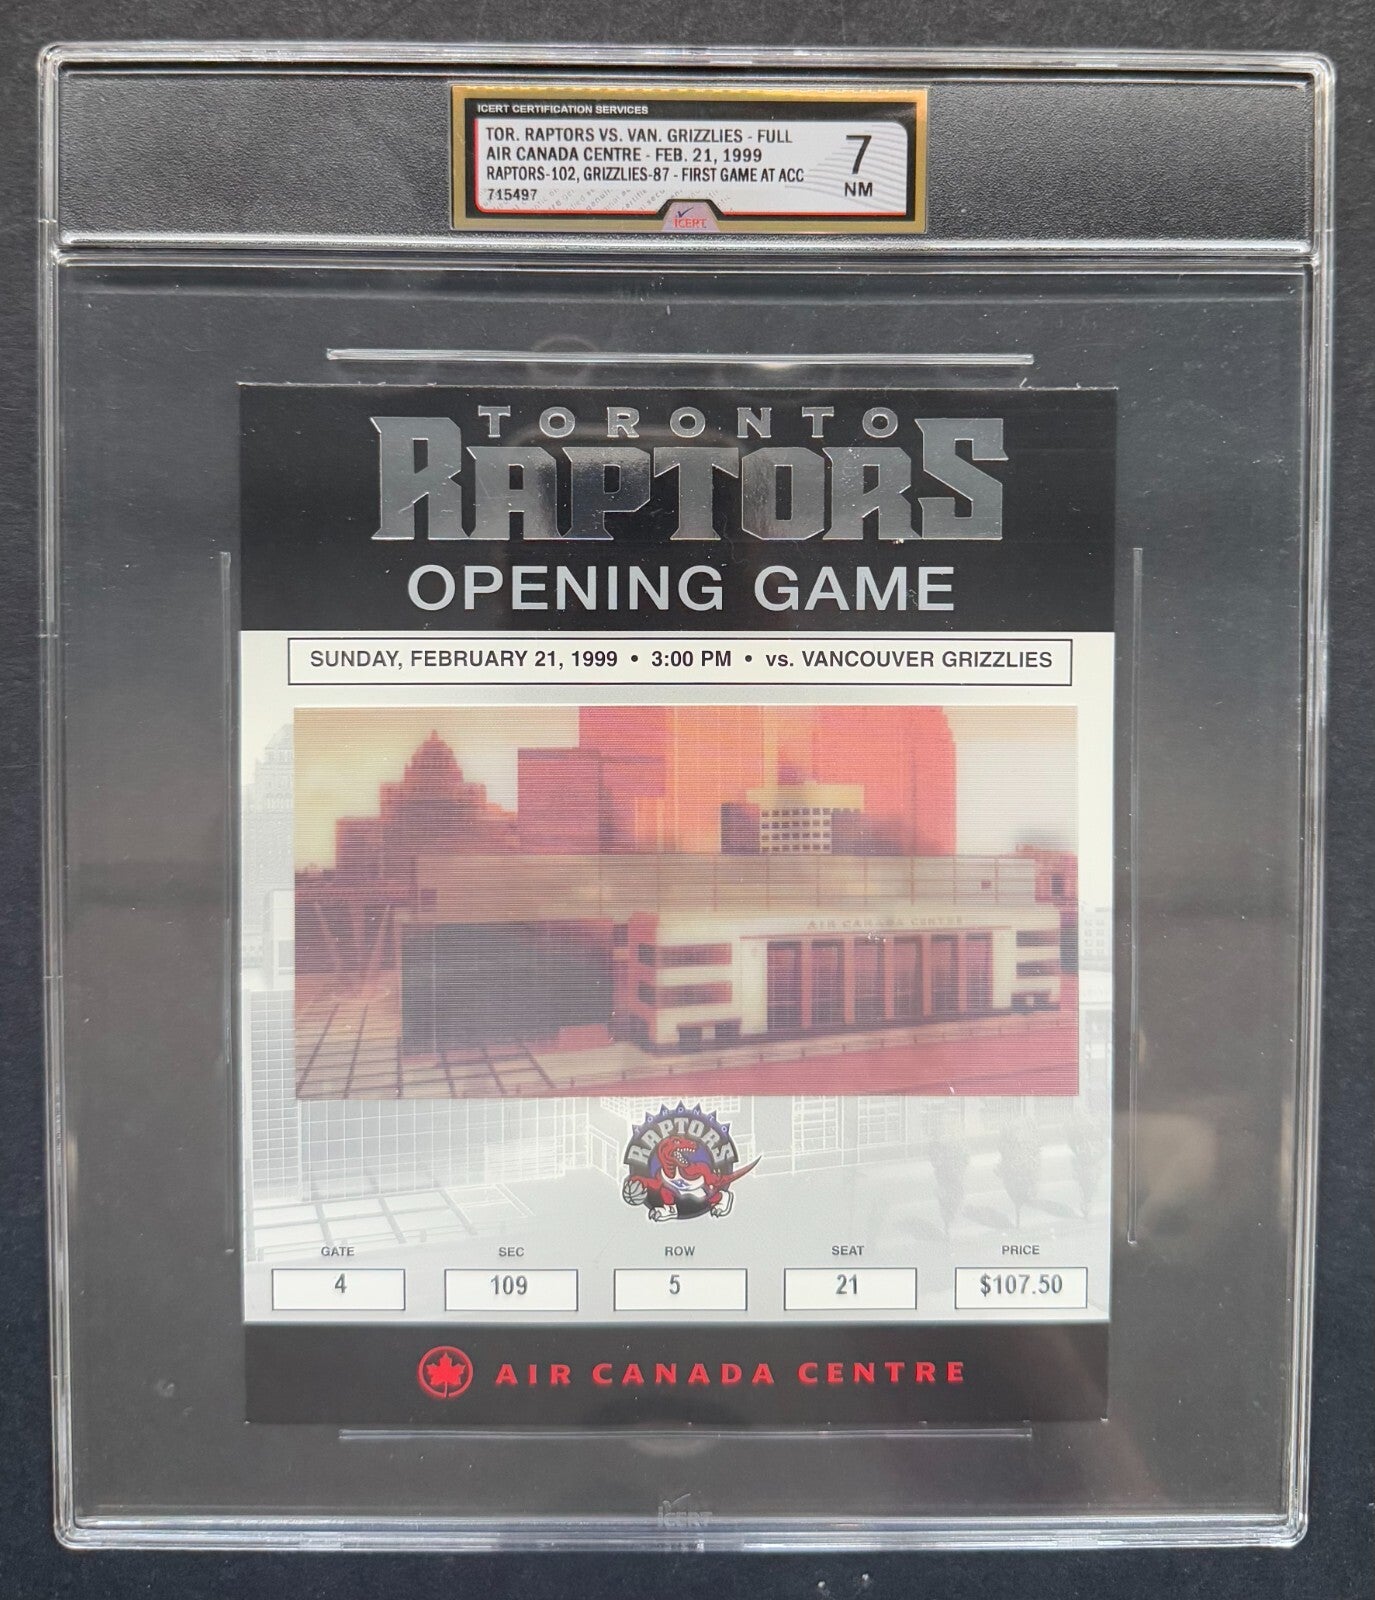 ICERT CERTIFICATION SERVICES
TOR. RAPTORS VS. VAN. GRIZZLIES - FULL
AIR CANADA CENTRE - FEB. 21, 1999
RAPTORS-102, GRIZZLIES-87 - FIRST GAME AT ACC
715497
7
NM
ICERT
TORONTO
RAPTORS
OPENING GAME
SUNDAY, FEBRUARY 21, 1999 • 3:00 PM • vs. VANCOUVER GRIZZLIES
AIR CANADA CENTRE
TORONTO
RAPTORS
GATE SEC ROW SEAT PRICE
4 109 5 21 $107.50
AIR CANADA CENTRE
ICERT